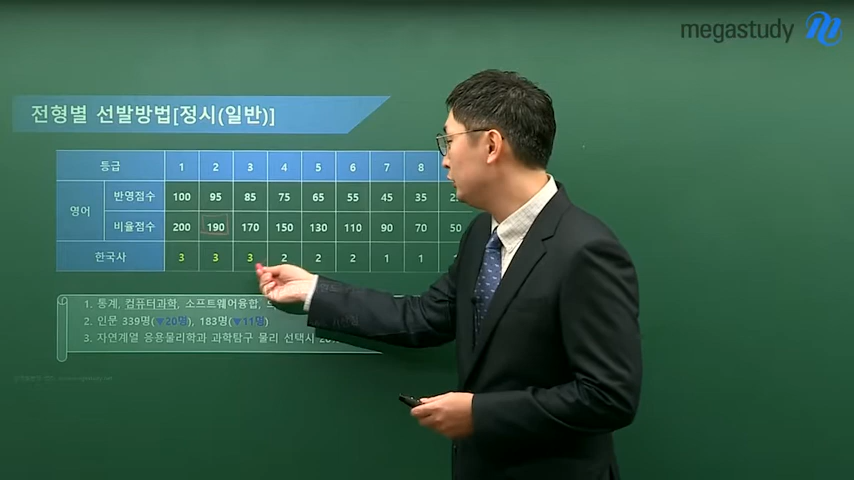 megastudy
전형별 선발방법[정시(일반)]
등급 1 2 3 4 5 6 7 8
영어 반영점수 100 95 85 75 65 55 45 35
비율점수 200 190 170 150 130 110 90 70 50
한국사 3 3 3 2 2 2 1 1
1. 통계, 컴퓨터과학, 소프트웨어융합,
2. 인문 339명(▼20명), 183명(▼11명)
3. 자연계열 응용물리학과 과학탐구 물리 선택시